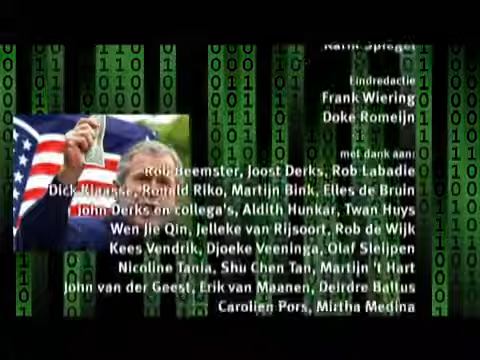 Karin Spiegel
Eindredactie
Frank Wiering
Doke Romeijn
met dank aan:
Rob Beemster, Joost Derks, Rob Labadie
Dick Klaasse, Ronald Riko, Martijn Bink, Elles de Bruin
John Derks en collega's, Aldith Hunkar, Twan Huys
Wen Jie Qin, Jelleke van Rijsoort, Rob de Wijk
Kees Vendrik, Djoeke Veeninga, Olaf Sleijpen
Nicoline Tania, Shu Chen Tan, Martijn 't Hart
John van der Geest, Erik van Maanen, Deirdre Baltus
Carolien Pors, Mirtha Medina